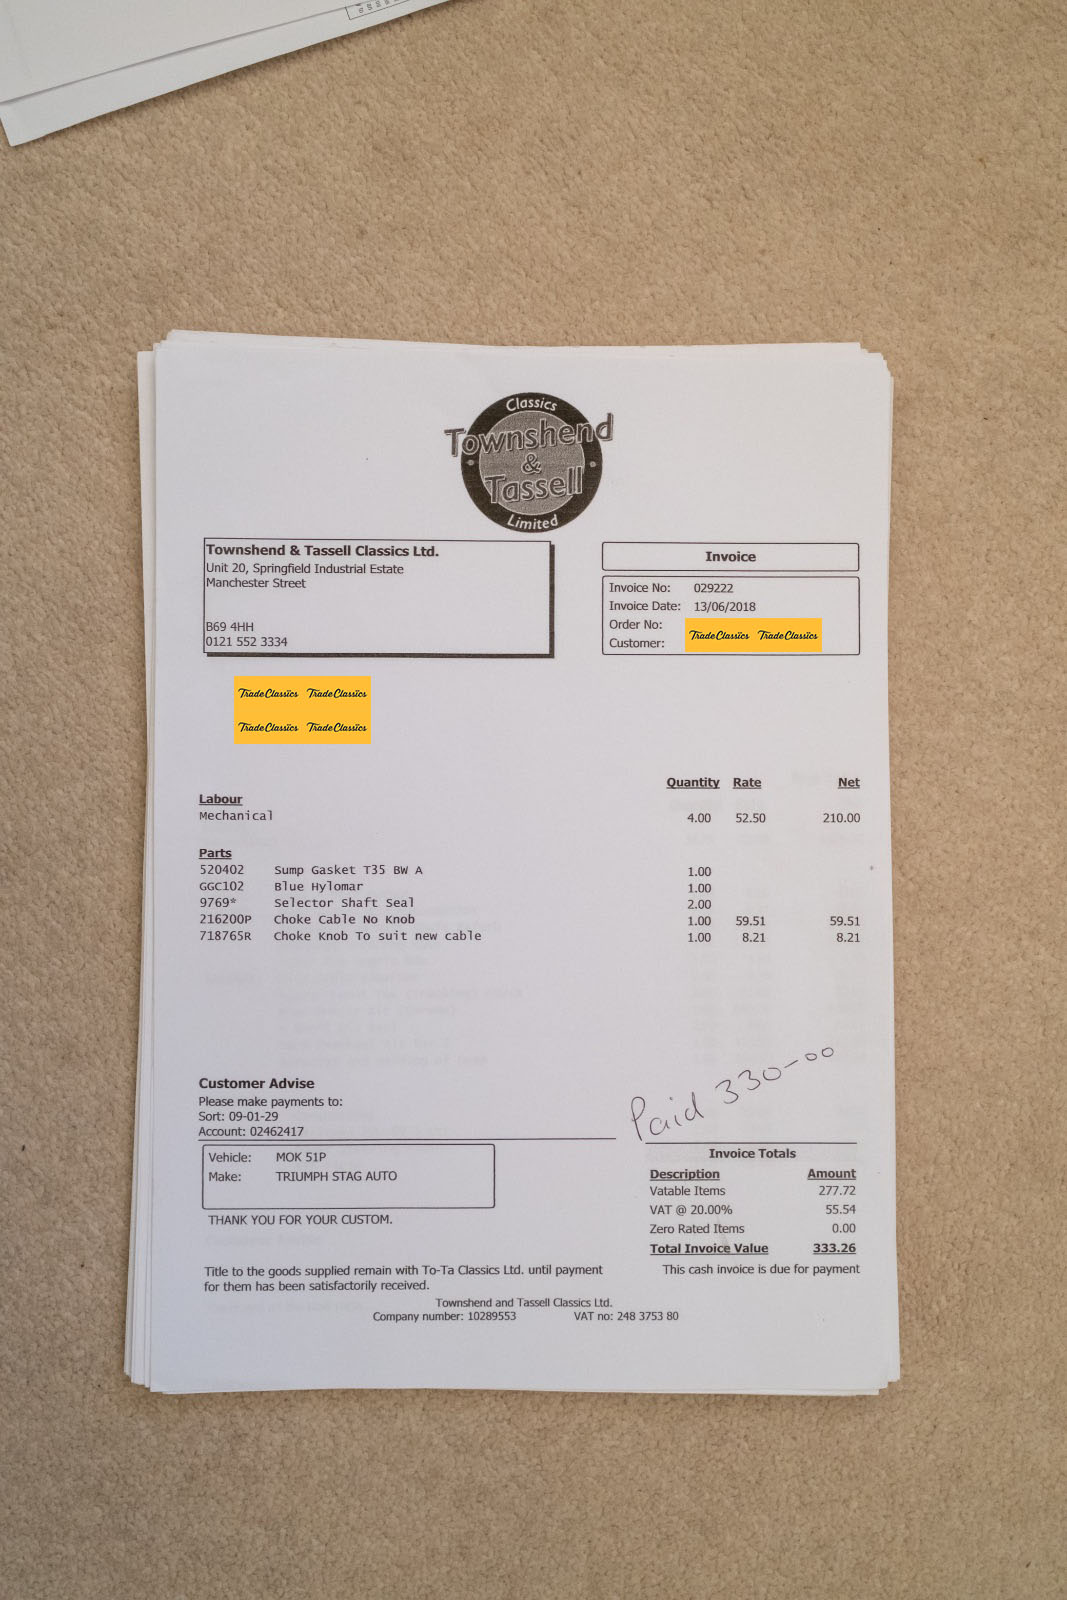 Classics
Townshend
&
Tassell
Limited
Townshend & Tassell Classics Ltd.
Unit 20, Springfield Industrial Estate
Manchester Street
B69 4HH
0121 552 3334
Invoice
Invoice No: 029222
Invoice Date: 13/06/2018
Order No:
Customer:
TradeClassics TradeClassics
TradeClassics TradeClassics
TradeClassics TradeClassics
Quantity Rate Net
Labour
Mechanical 4.00 52.50 210.00
Parts
520402 Sump Gasket T35 BW A 1.00
GGC102 Blue Hylomar 1.00
9769* Selector Shaft Seal 2.00
216200P Choke Cable No Knob 1.00 59.51 59.51
718765R Choke Knob To suit new cable 1.00 8.21 8.21
Paid 330-00
Customer Advise
Please make payments to:
Sort: 09-01-29
Account: 02462417
Vehicle: MOK 51P
Make: TRIUMPH STAG AUTO
THANK YOU FOR YOUR CUSTOM.
Invoice Totals
Description Amount
Vatable Items 277.72
VAT @ 20.00% 55.54
Zero Rated Items 0.00
Total Invoice Value 333.26
Title to the goods supplied remain with To-Ta Classics Ltd. until payment
for them has been satisfactorily received.
This cash invoice is due for payment
Townshend and Tassell Classics Ltd.
Company number: 10289553 VAT no: 248 3753 80